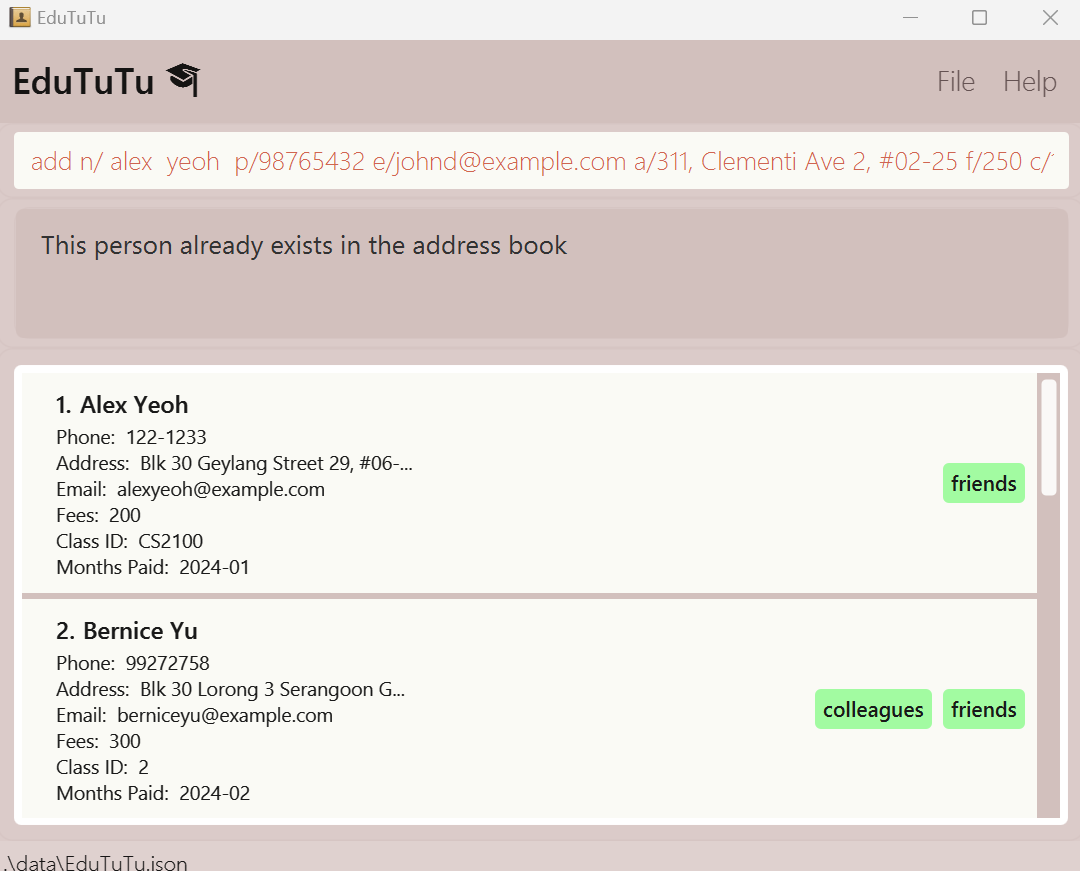 EduTuTu
EduTuTu
File Help
add n/ alex  yeoh  p/98765432 e/johnd@example.com a/311, Clementi Ave 2, #02-25 f/250 c/
This person already exists in the address book
1. Alex Yeoh
Phone: 122-1233
Address: Blk 30 Geylang Street 29, #06-...
Email: alexyeoh@example.com
Fees: 200
Class ID: CS2100
Months Paid: 2024-01
friends
2. Bernice Yu
Phone: 99272758
Address: Blk 30 Lorong 3 Serangoon G...
Email: berniceyu@example.com
Fees: 300
Class ID: 2
Months Paid: 2024-02
colleagues friends
.\data\EduTuTu.json